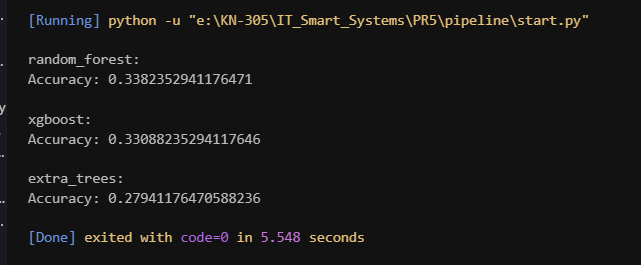 [Running] python -u "e:\KN-305\IT_Smart_Systems\PR5\pipeline\start.py"
random_forest:
Accuracy: 0.3382352941176471
xgboost:
Accuracy: 0.33088235294117646
extra_trees:
Accuracy: 0.27941176470588236
[Done] exited with code=0 in 5.548 seconds